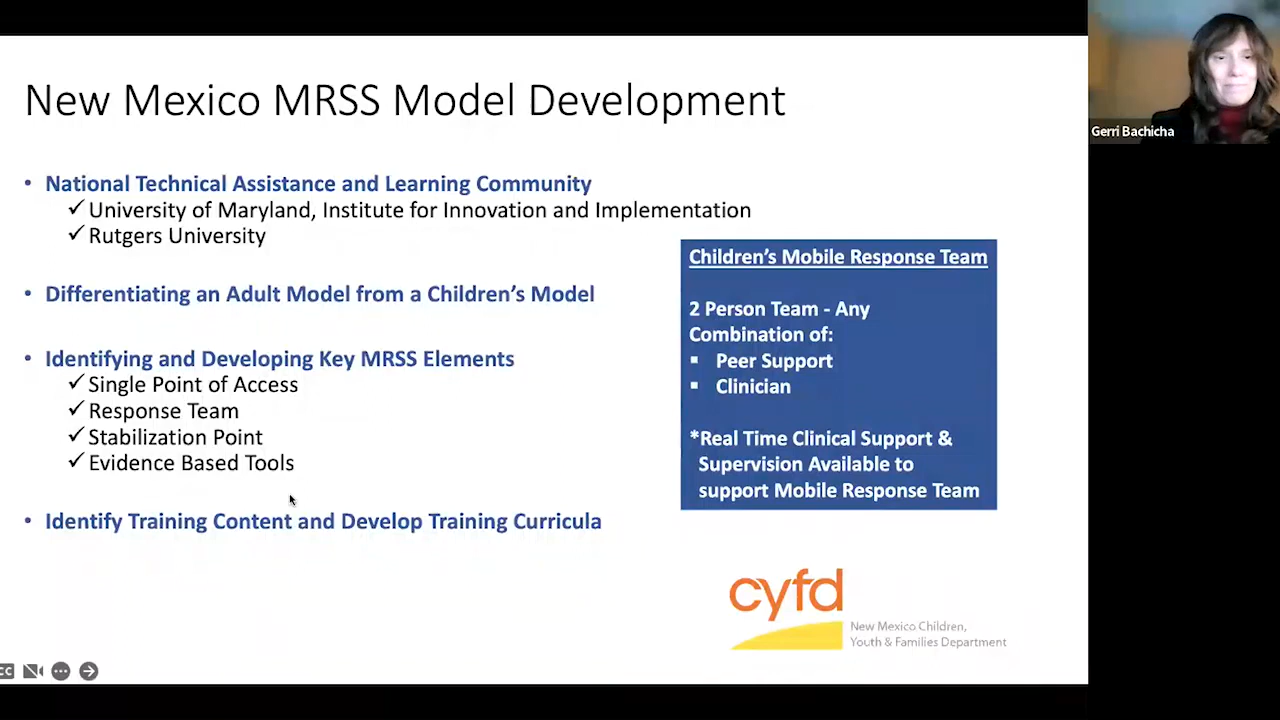 New Mexico MRSS Model Development
• National Technical Assistance and Learning Community
✓ University of Maryland, Institute for Innovation and Implementation
✓ Rutgers University
• Differentiating an Adult Model from a Children's Model
• Identifying and Developing Key MRSS Elements
✓ Single Point of Access
✓ Response Team
✓ Stabilization Point
✓ Evidence Based Tools
• Identify Training Content and Develop Training Curricula
Children's Mobile Response Team
2 Person Team - Any
Combination of:
▪ Peer Support
▪ Clinician
*Real Time Clinical Support &
Supervision Available to
support Mobile Response Team
cyfd
New Mexico Children,
Youth & Families Department
Gerri Bachicha
CC